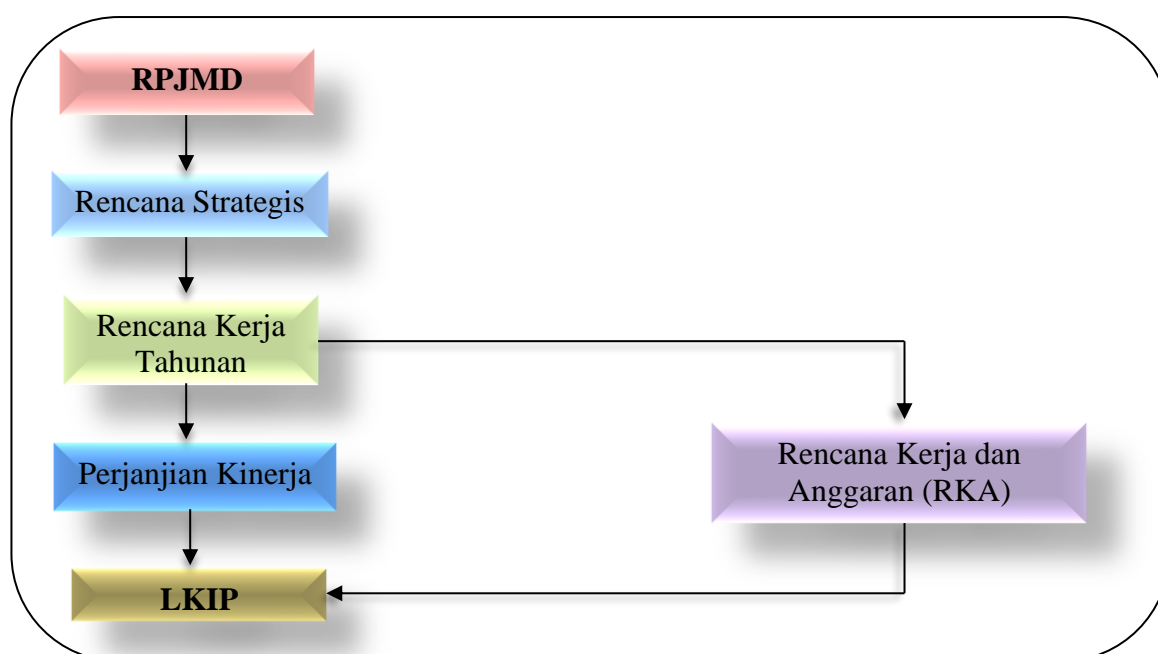 RPJMD
Rencana Strategis
Rencana Kerja
Tahunan
Perjanjian Kinerja
Rencana Kerja dan
Anggaran (RKA)
LKIP